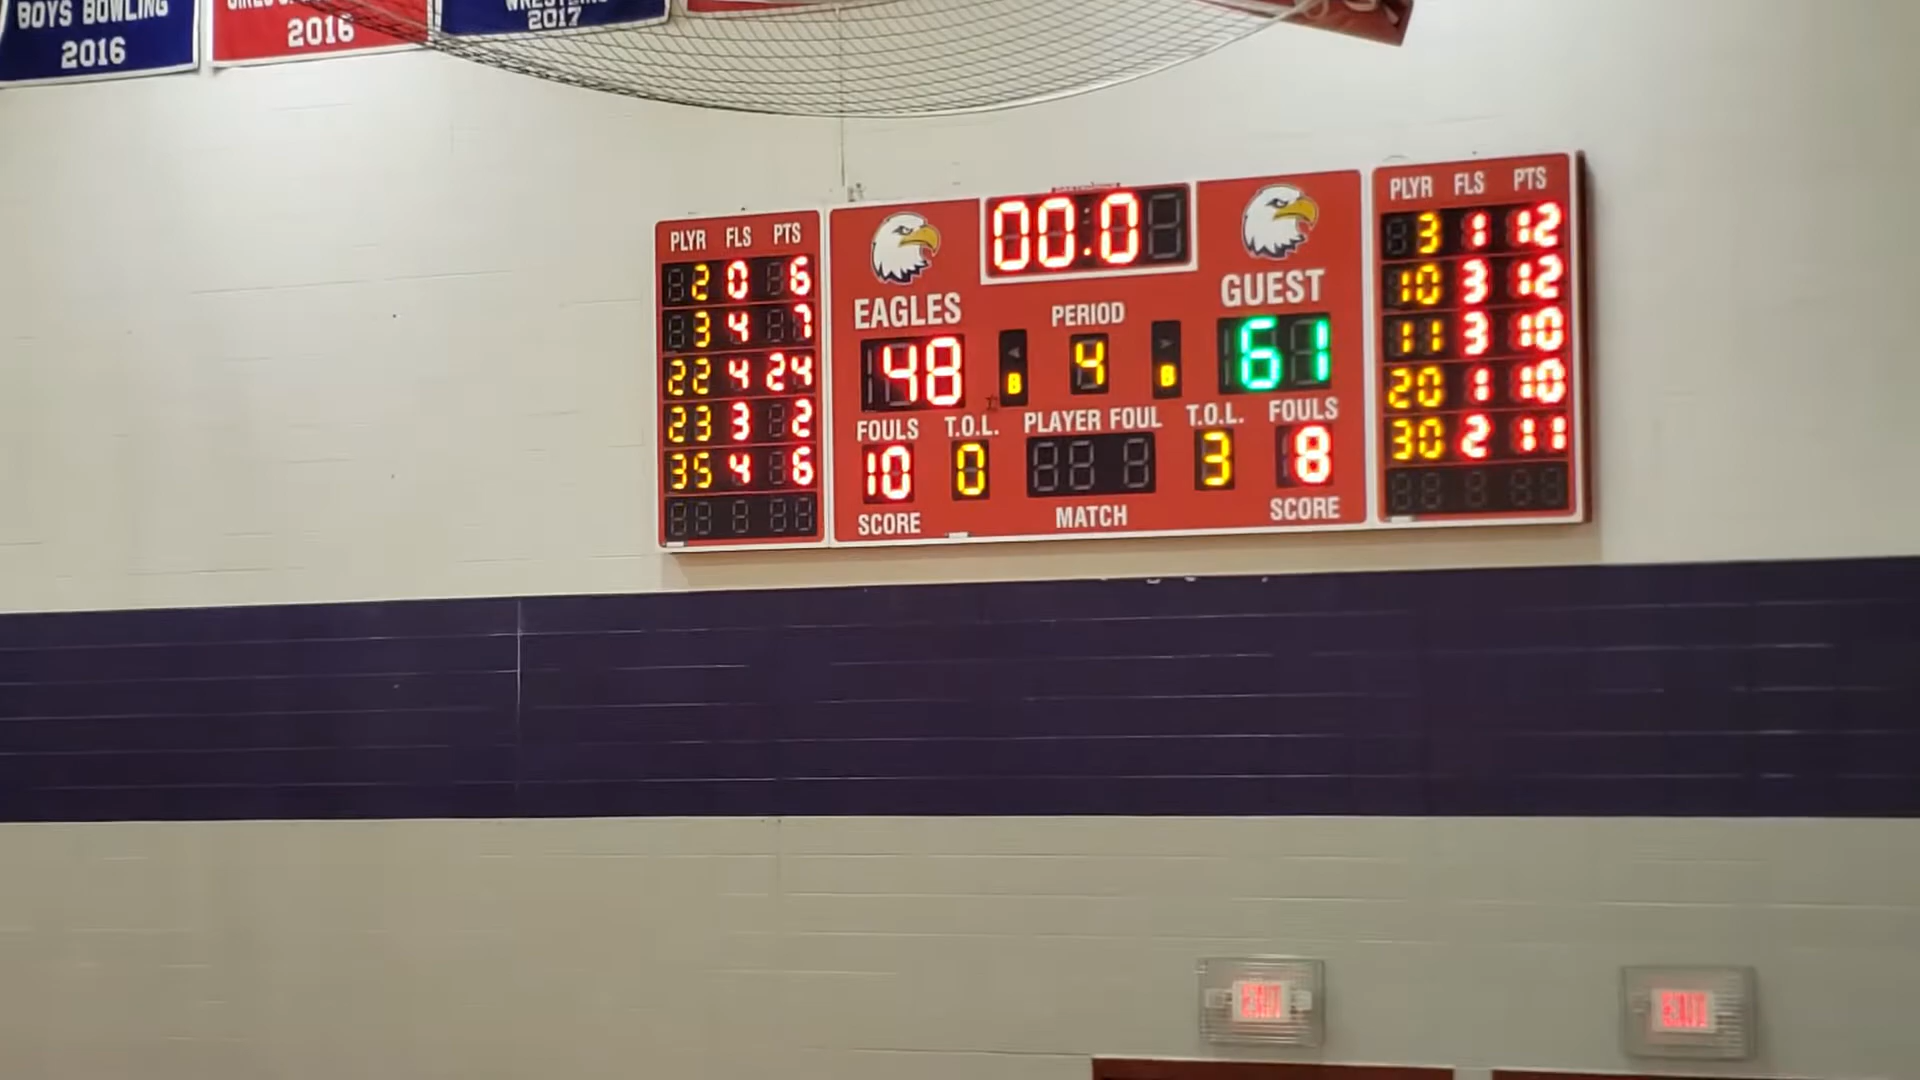 BOYS BOWLING
2016
2016
WRESTLING
2017
PLYR FLS PTS
2 0 6
3 4 7
22 4 24
23 3 2
35 4 6
00.0
EAGLES
GUEST
PERIOD
48
B
4
B
61
FOULS T.O.L. PLAYER FOUL T.O.L. FOULS
10 0 3 8
SCORE MATCH SCORE
PLYR FLS PTS
3 1 12
10 3 12
11 3 10
20 1 10
30 2 11
EXIT
EXIT